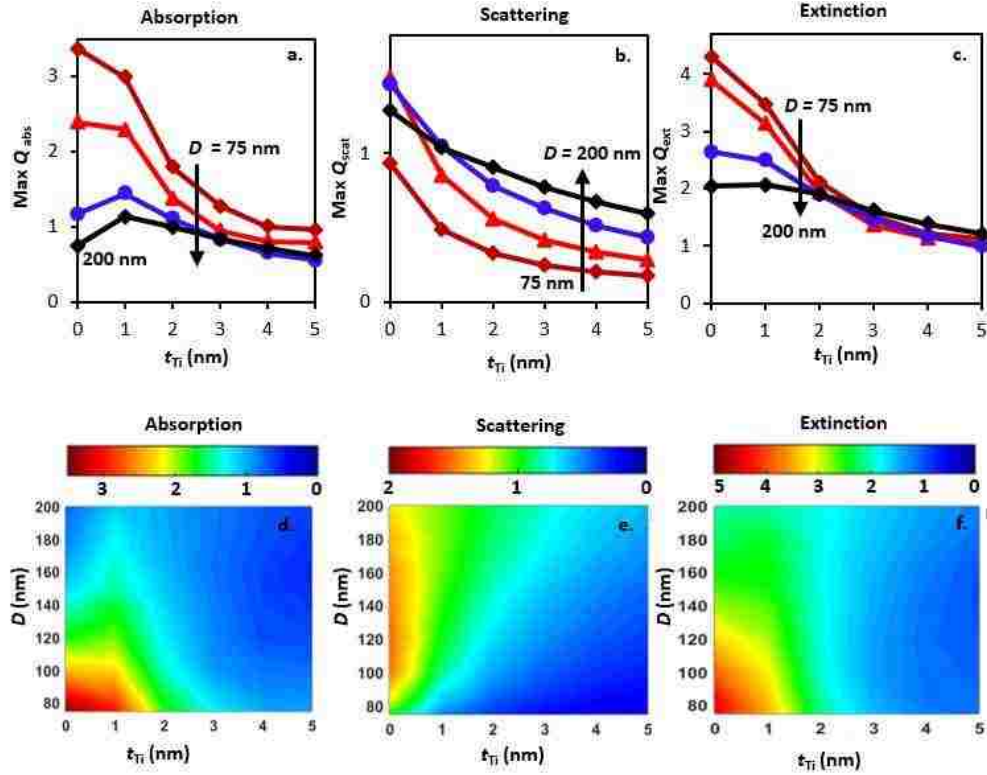 Absorption
Scattering
Extinction
a.
b.
c.
3
2
1
0
Max Q abs
D = 75 nm
200 nm
0 1 2 3 4 5
tTi (nm)
1
0
Max Qscat
D = 200 nm
75 nm
0 1 2 3 4 5
tTi (nm)
4
3
2
1
0
Max Qext
D = 75 nm
200 nm
0 1 2 3 4 5
tTi (nm)
Absorption
Scattering
Extinction
3 2 1 0
2 1 0
5 4 3 2 1 0
d.
e.
f.
200
180
160
140
120
100
80
D (nm)
0 1 2 3 4 5
tTi (nm)
200
180
160
140
120
100
80
D (nm)
0 1 2 3 4 5
tTi (nm)
200
180
160
140
120
100
80
D (nm)
0 1 2 3 4 5
tTi (nm)